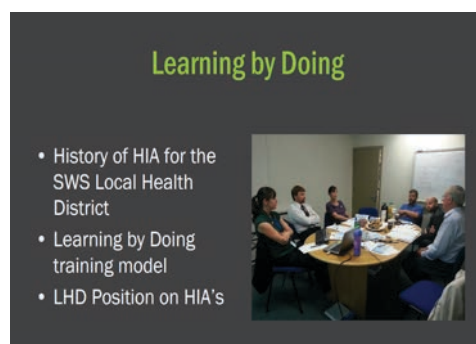 Learning by Doing
• History of HIA for the
SWS Local Health
District
• Learning by Doing
training model
• LHD Position on HIA's